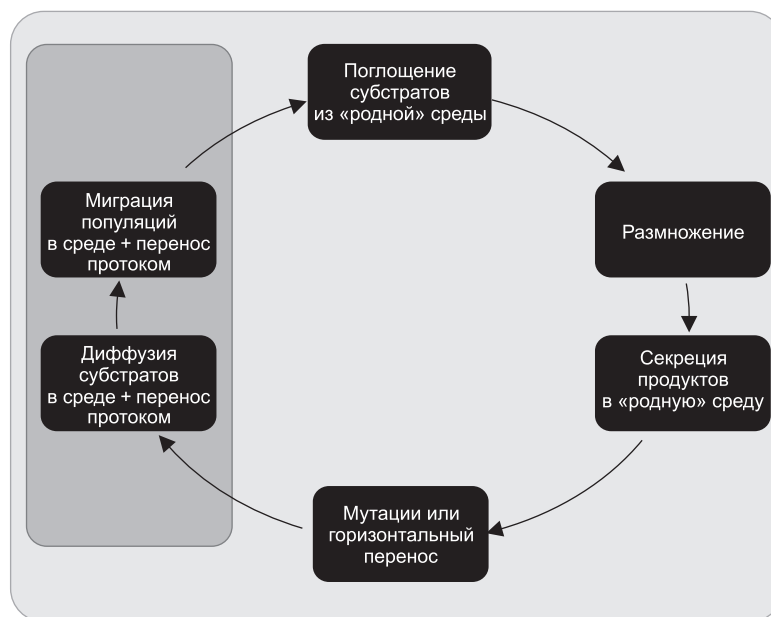 Поглощение
субстратов
из «родной» среды
Размножение
Секреция
продуктов
в «родную» среду
Мутации или
горизонтальный
перенос
Диффузия
субстратов
в среде + перенос
протоком
Миграция
популяций
в среде + перенос
протоком